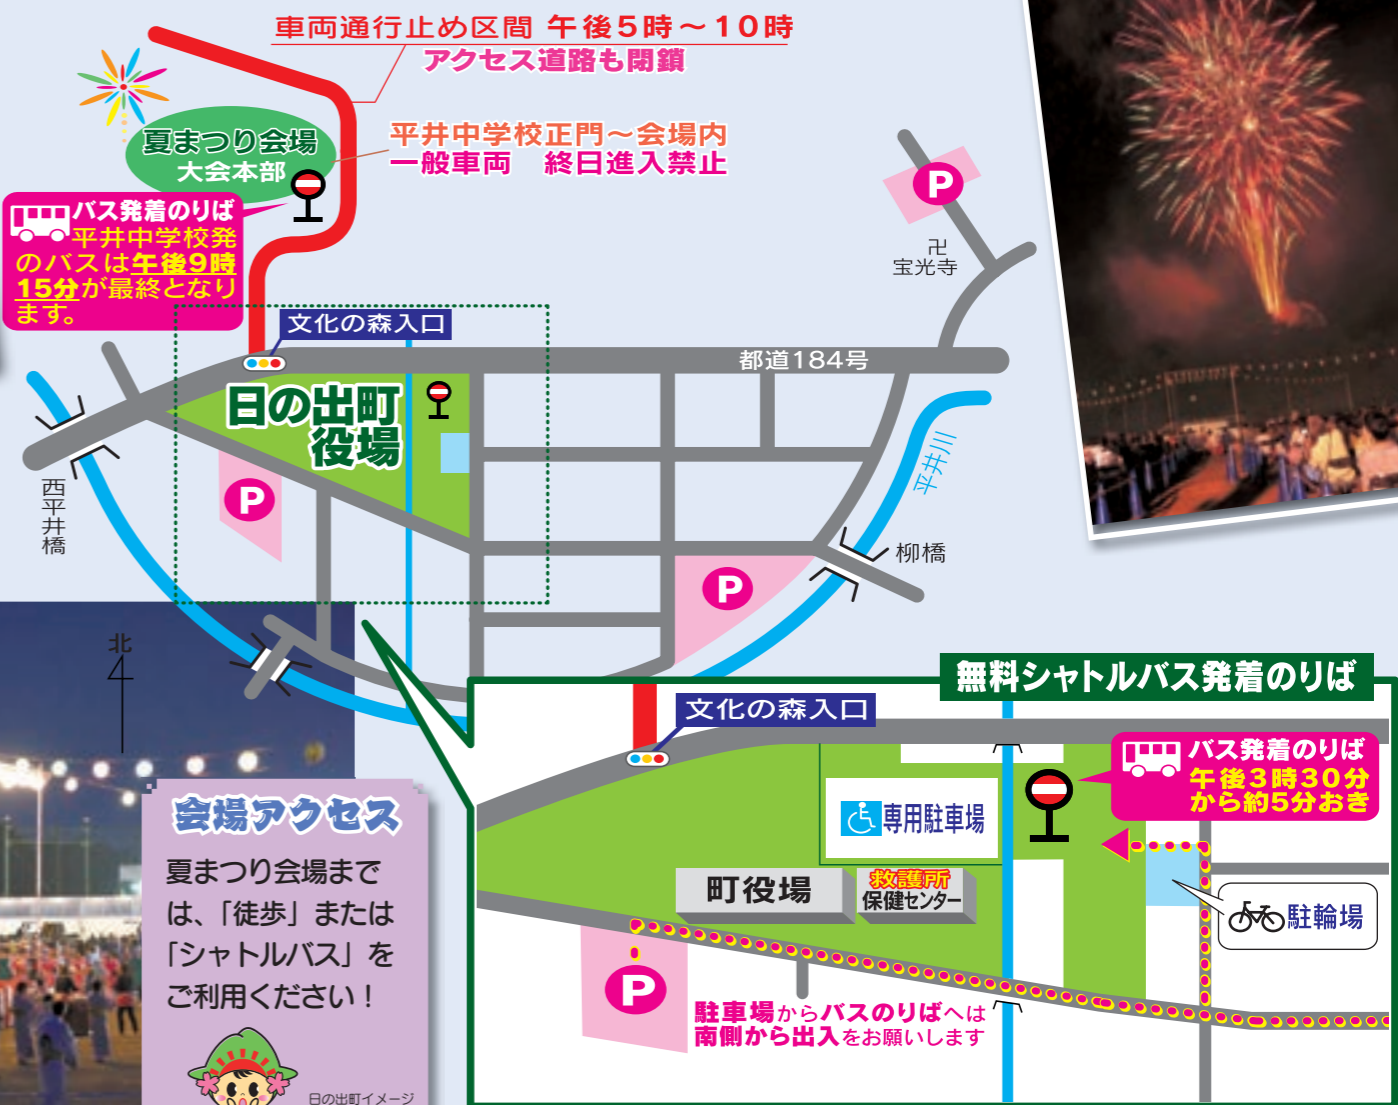 車両通行止め区間 午後5時〜10時
アクセス道路も閉鎖
夏まつり会場
大会本部
平井中学校正門〜会場内
一般車両　終日進入禁止
バス発着のりば
平井中学校発
のバスは午後9時
15分が最終となり
ます。
P
卍
宝光寺
文化の森入口
都道184号
日の出町
役場
P
西平井橋
平井川
柳橋
P
北
無料シャトルバス発着のりば
文化の森入口
バス発着のりば
午後3時30分
から約5分おき
専用駐車場
町役場
救護所
保健センター
駐輪場
P
駐車場からバスのりばへは
南側から出入をお願いします
会場アクセス
夏まつり会場まで
は、「徒歩」または
「シャトルバス」を
ご利用ください！
日の出町イメージ